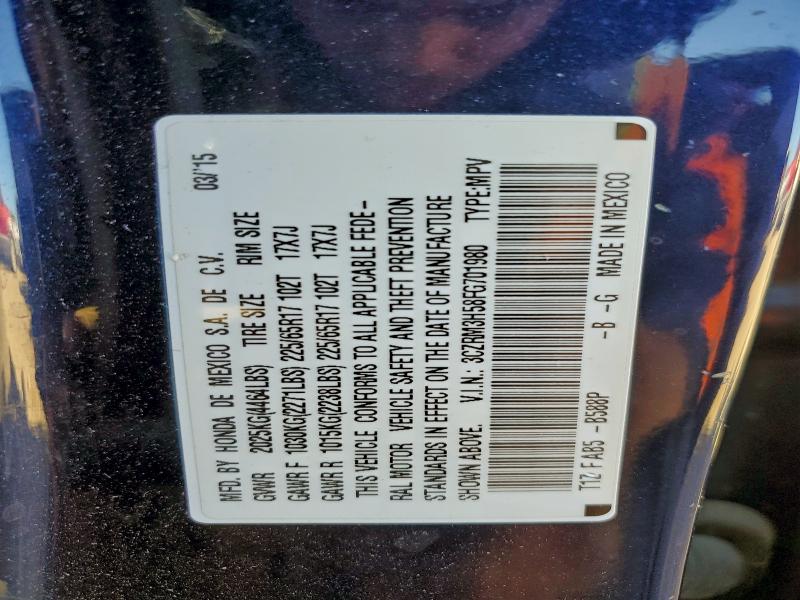 MFD. BY HONDA DE MEXICO S.A. DE C.V. 03/'15
GVWR 2025KG(4464LBS) TIRE SIZE RIM SIZE
GAWR F 1030KG(2271LBS) 225/65R17 102T 17X7J
GAWR R 1015KG(2238LBS) 225/65R17 102T 17X7J
THIS VEHICLE CONFORMS TO ALL APPLICABLE FEDE-
RAL MOTOR VEHICLE SAFETY AND THEFT PREVENTION
STANDARDS IN EFFECT ON THE DATE OF MANUFACTURE
SHOWN ABOVE. V.I.N.: 3CZRM3H58FG701980 TYPE:MPV
T1Z FAB5 -B588P -B -G MADE IN MEXICO